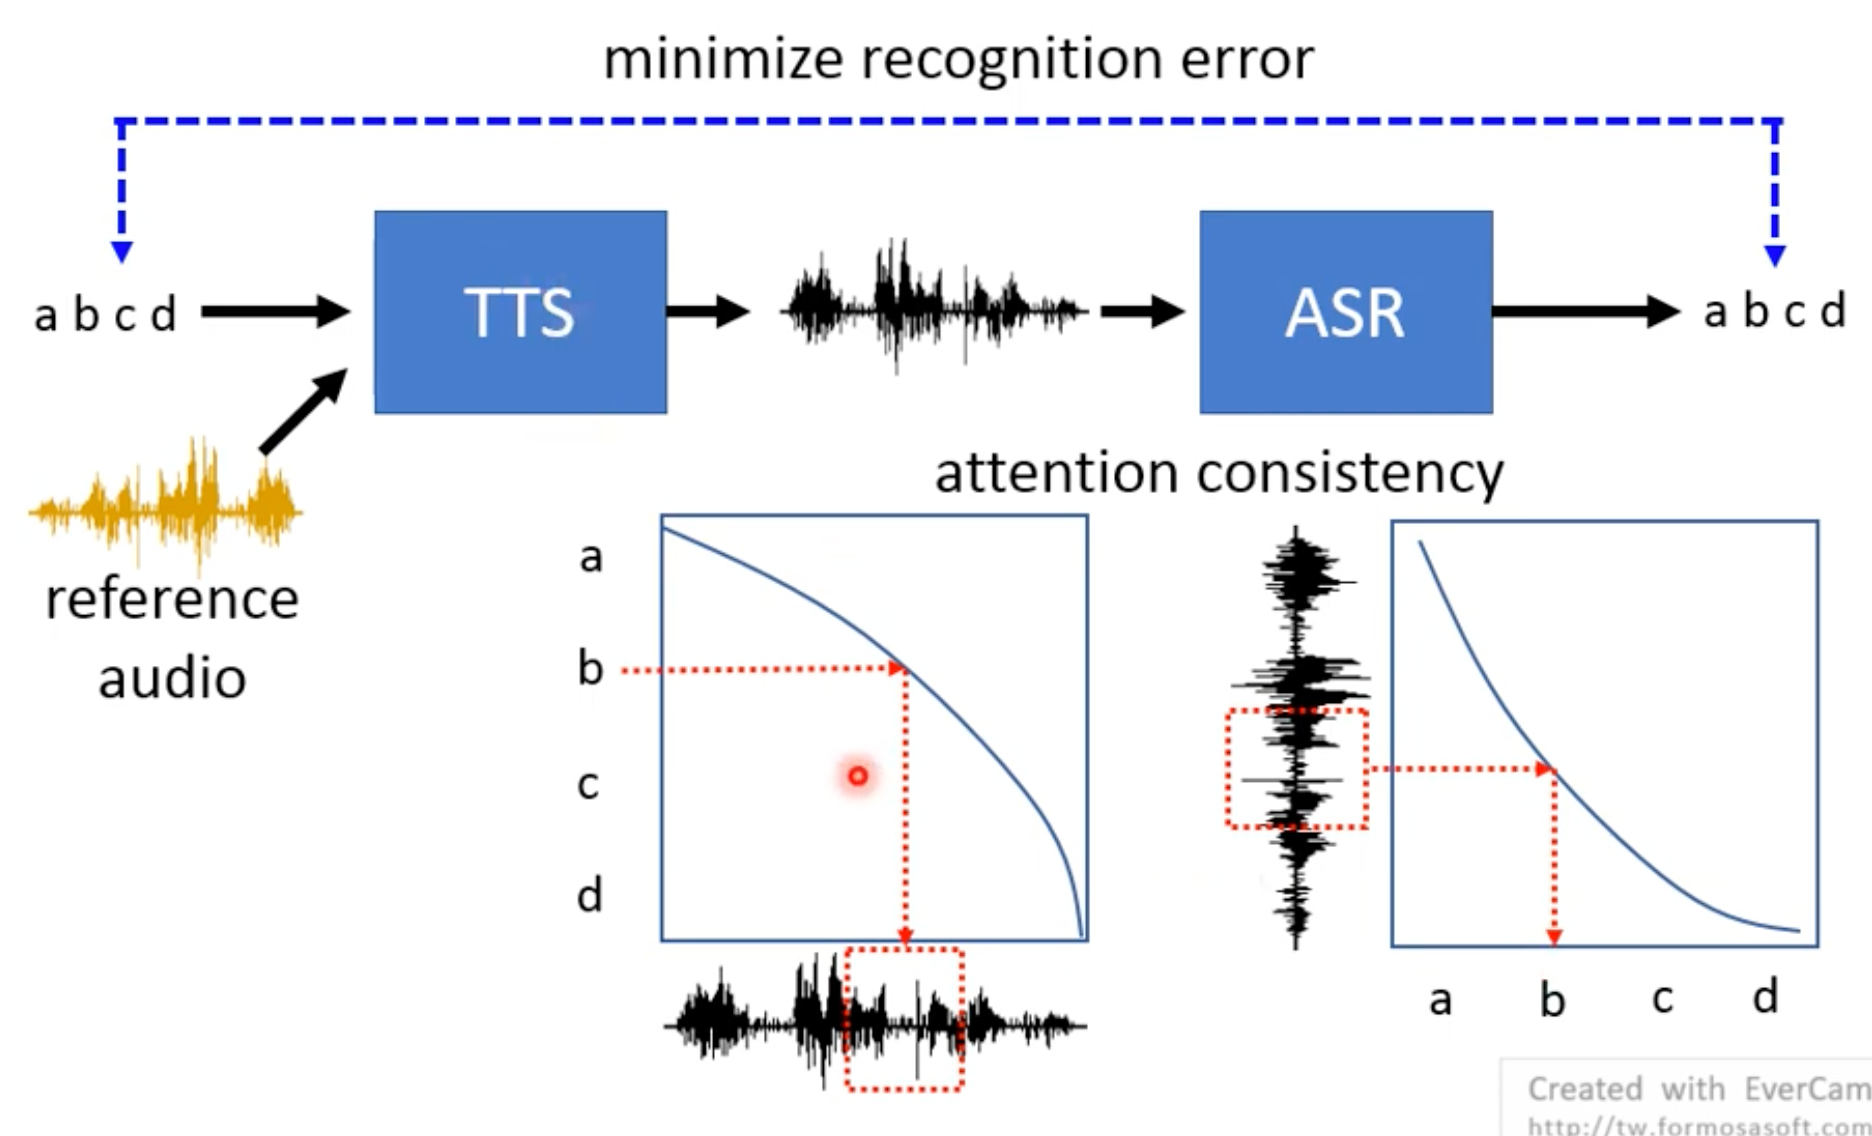 minimize recognition error
a b c d
TTS
ASR
a b c d
reference
audio
attention consistency
a
b
c
d
a b c d
Created with EverCam
http://tw.formosasoft.com